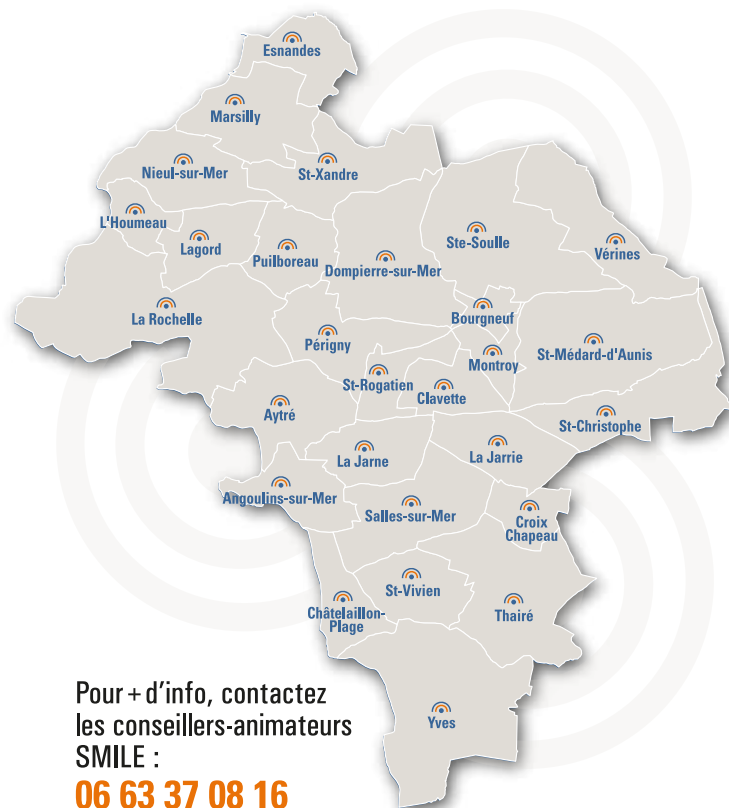 Esnandes
Marsilly
Nieul-sur-Mer
St-Xandre
L'Houmeau
Lagord
Puilboreau
Dompierre-sur-Mer
Ste-Soulle
Vérines
La Rochelle
Périgny
Bourgneuf
Montroy
St-Médard-d'Aunis
St-Rogatien
Clavette
Aytré
St-Christophe
La Jarne
La Jarrie
Angoulins-sur-Mer
Salles-sur-Mer
Croix
Chapeau
St-Vivien
Châtelaillon-
Plage
Thairé
Yves
Pour + d'info, contactez
les conseillers-animateurs
SMILE :
06 63 37 08 16